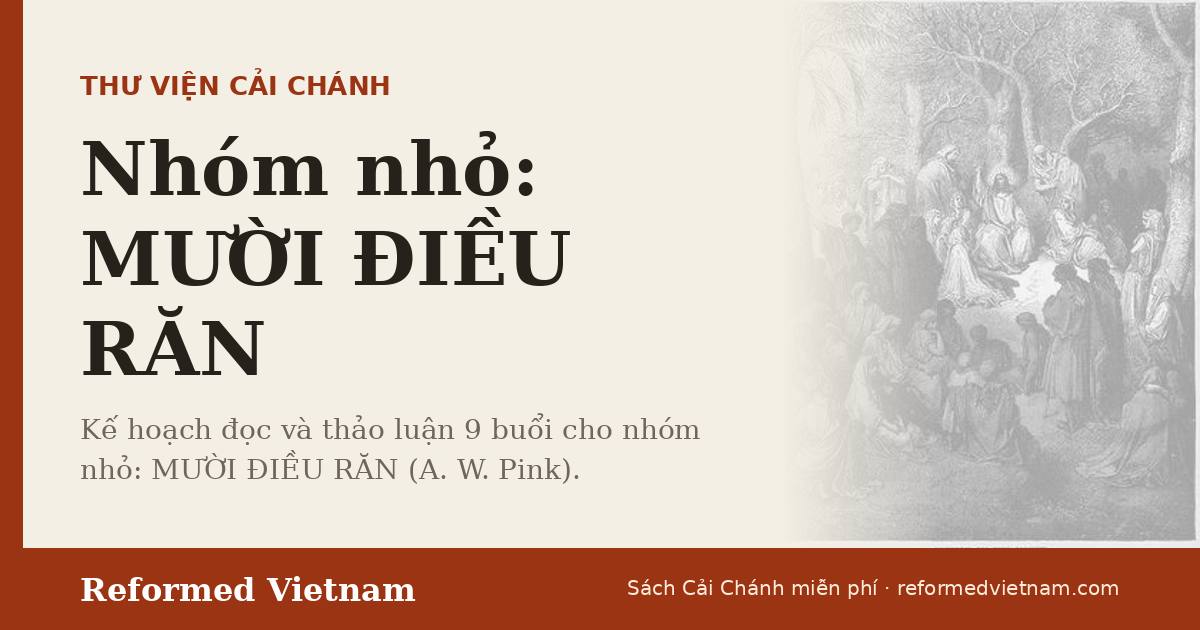 THƯ VIỆN CẢI CHÁNH
Nhóm nhỏ:
MƯỜI ĐIỀU
RĂN
Kế hoạch đọc và thảo luận 9 buổi cho nhóm
nhỏ: MƯỜI ĐIỀU RĂN (A. W. Pink).
Reformed Vietnam
Sách Cải Chánh miễn phí · reformedvietnam.com